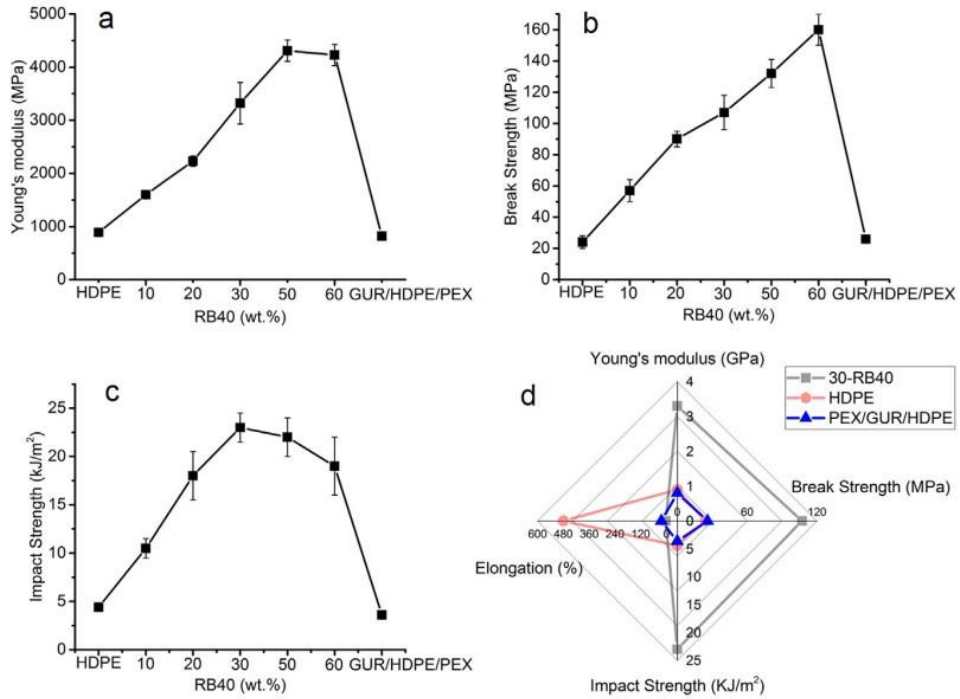 a
5000
4000
3000
2000
1000
0
Young's modulus (MPa)
HDPE 10 20 30 50 60 GUR/HDPE/PEX
RB40 (wt.%)
b
160
140
120
100
80
60
40
20
0
Break Strength (MPa)
HDPE 10 20 30 50 60 GUR/HDPE/PEX
RB40 (wt.%)
c
25
20
15
10
5
0
Impact Strength (kJ/m²)
HDPE 10 20 30 50 60 GUR/HDPE/PEX
RB40 (wt.%)
d
Young's modulus (GPa)
30-RB40
HDPE
PEX/GUR/HDPE
4
3
2
1
0
Break Strength (MPa)
0 60 120
600 480 360 240 120 0
Elongation (%)
5
10
15
20
25
Impact Strength (KJ/m²)